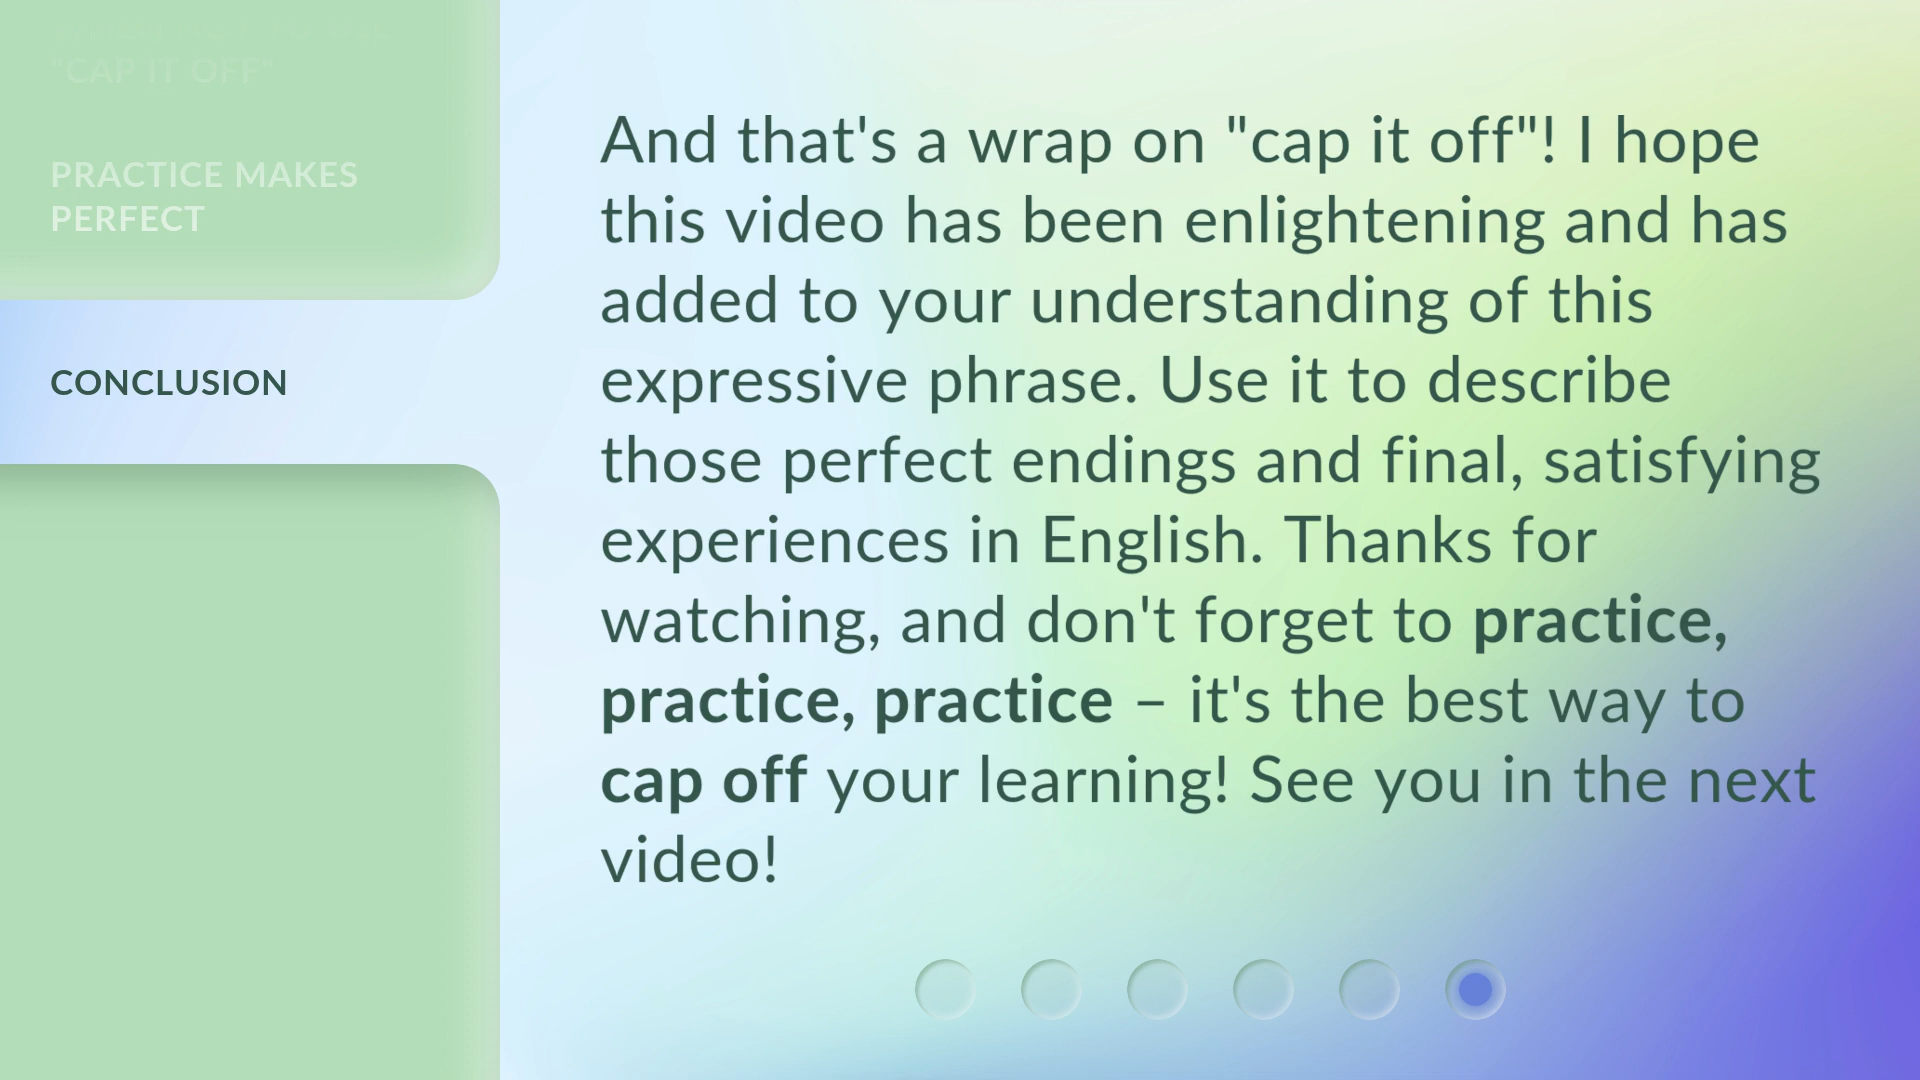 "CAP IT OFF"
PRACTICE MAKES
PERFECT
CONCLUSION
And that's a wrap on "cap it off"! I hope
this video has been enlightening and has
added to your understanding of this
expressive phrase. Use it to describe
those perfect endings and final, satisfying
experiences in English. Thanks for
watching, and don't forget to practice,
practice, practice – it's the best way to
cap off your learning! See you in the next
video!